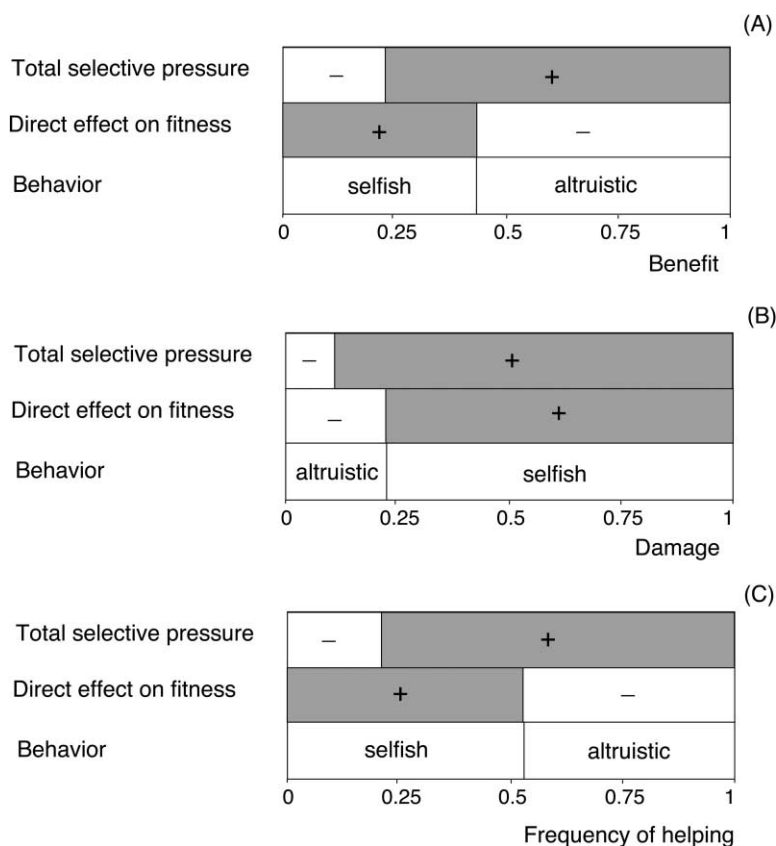 (A)
Total selective pressure − +
Direct effect on fitness + −
Behavior selfish altruistic
0 0.25 0.5 0.75 1
Benefit
(B)
Total selective pressure − +
Direct effect on fitness − +
Behavior altruistic selfish
0 0.25 0.5 0.75 1
Damage
(C)
Total selective pressure − +
Direct effect on fitness + −
Behavior selfish altruistic
0 0.25 0.5 0.75 1
Frequency of helping